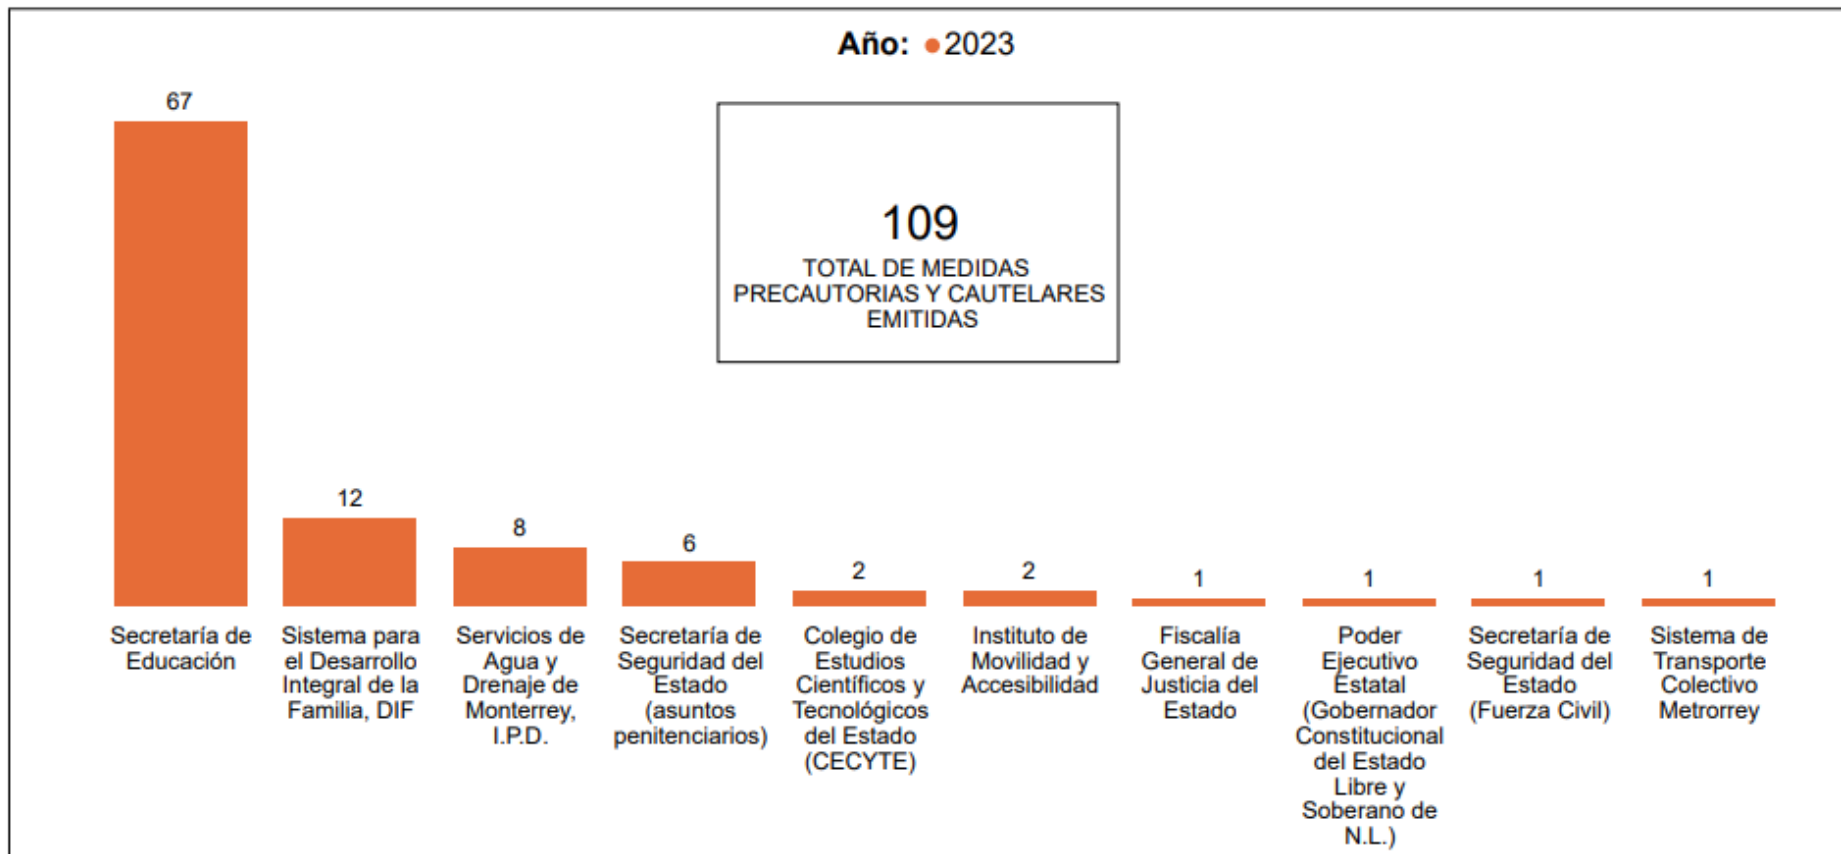 Año: 2023
67
109
TOTAL DE MEDIDAS
PRECAUTORIAS Y CAUTELARES
EMITIDAS
12
8
6
2
2
1
1
1
1
Secretaría de
Educación
Sistema para
el Desarrollo
Integral de la
Familia, DIF
Servicios de
Agua y
Drenaje de
Monterrey,
I.P.D.
Secretaría de
Seguridad del
Estado
(asuntos
penitenciarios)
Colegio de
Estudios
Científicos y
Tecnológicos
del Estado
(CECYTE)
Instituto de
Movilidad y
Accesibilidad
Fiscalía
General de
Justicia del
Estado
Poder
Ejecutivo
Estatal
(Gobernador
Constitucional
del Estado
Libre y
Soberano de
N.L.)
Secretaría de
Seguridad del
Estado
(Fuerza Civil)
Sistema de
Transporte
Colectivo
Metrorrey